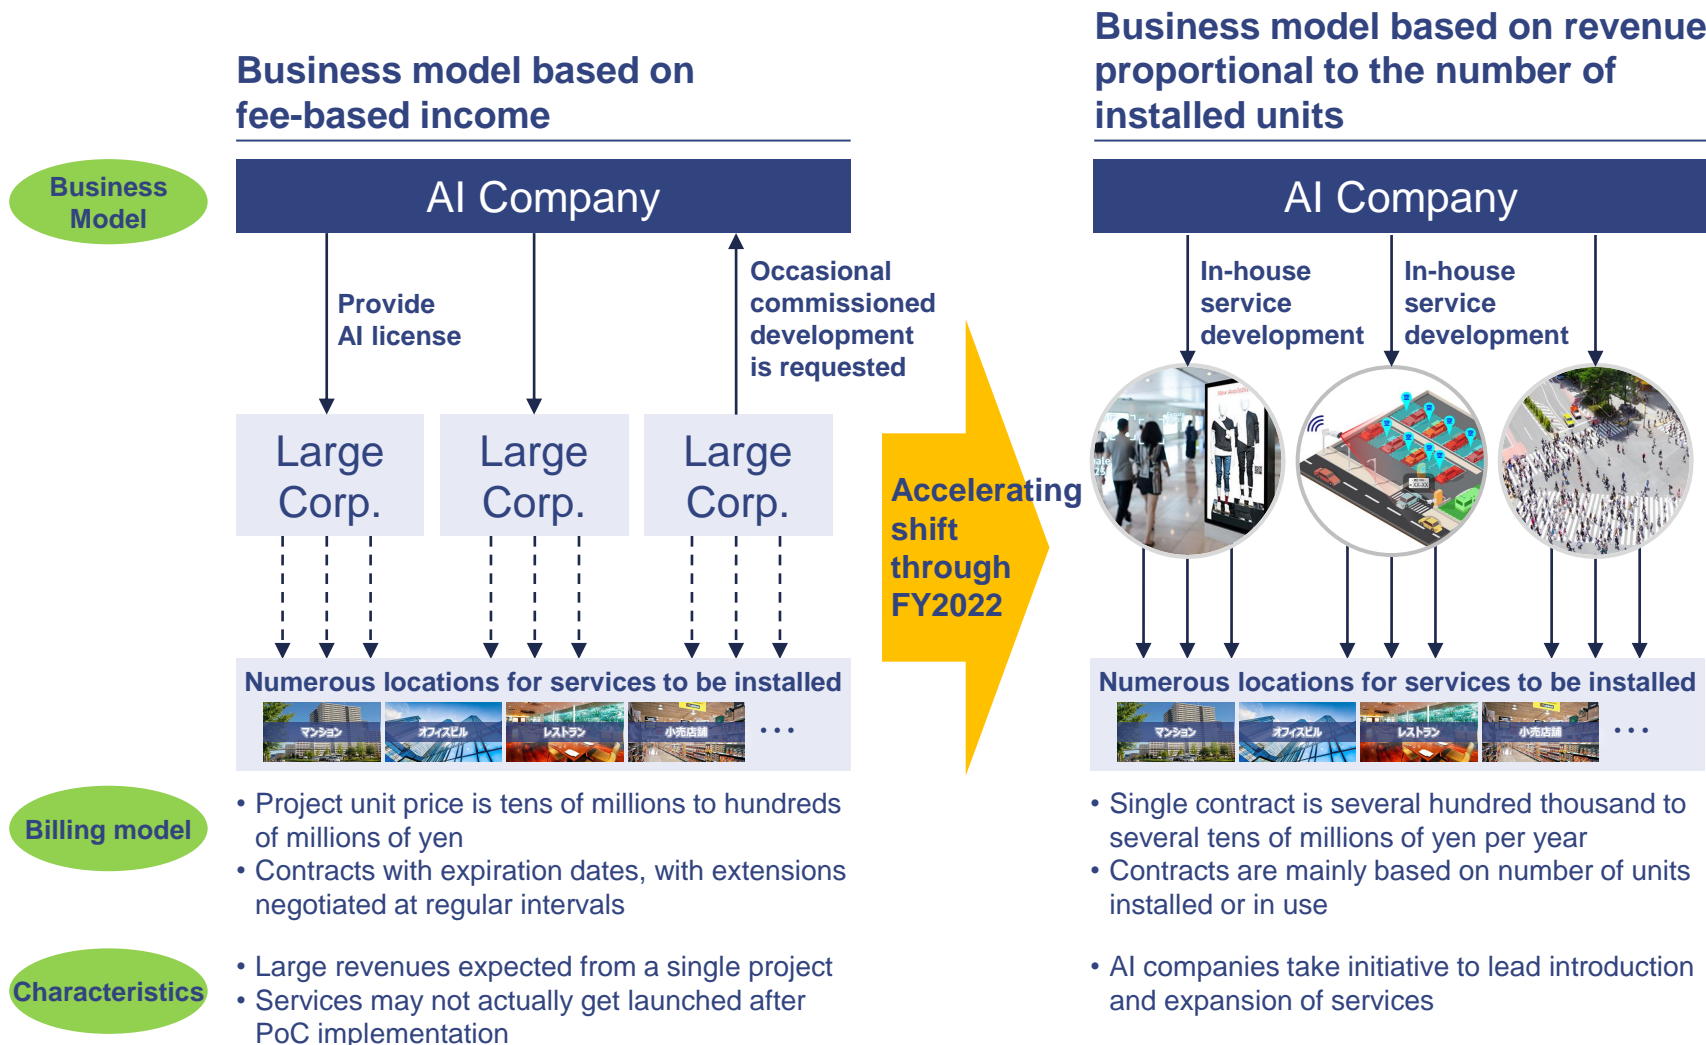 Business model based on
fee-based income
Business model based on revenue
proportional to the number of
installed units
Business
Model
AI Company
Provide
AI license
Occasional
commissioned
development
is requested
Large
Corp.
Large
Corp.
Large
Corp.
Numerous locations for services to be installed
マンション
オフィスビル
レストラン
小売店舗
・・・
Accelerating
shift
through
FY2022
AI Company
In-house
service
development
In-house
service
development
Numerous locations for services to be installed
マンション
オフィスビル
レストラン
小売店舗
・・・
Billing model
• Project unit price is tens of millions to hundreds
of millions of yen
• Contracts with expiration dates, with extensions
negotiated at regular intervals
• Single contract is several hundred thousand to
several tens of millions of yen per year
• Contracts are mainly based on number of units
installed or in use
Characteristics
• Large revenues expected from a single project
• Services may not actually get launched after
PoC implementation
• AI companies take initiative to lead introduction
and expansion of services